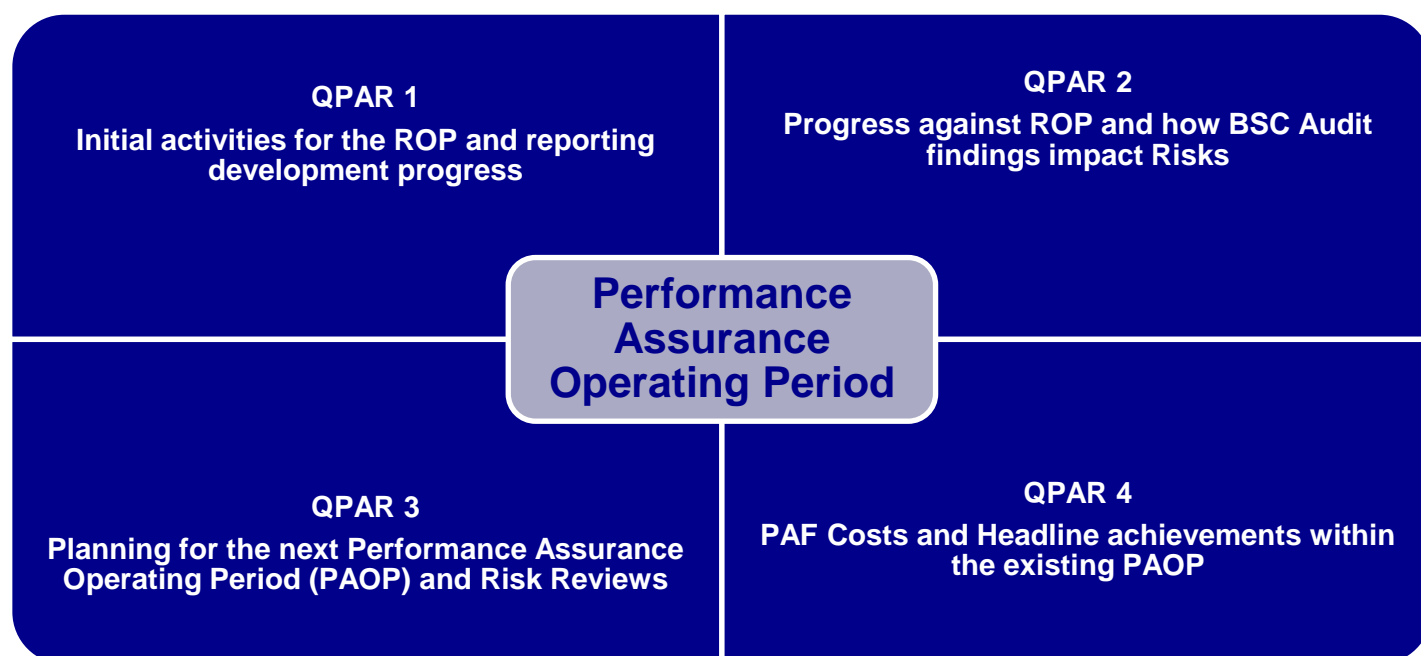 QPAR 1
Initial activities for the ROP and reporting
development progress
QPAR 2
Progress against ROP and how BSC Audit
findings impact Risks
Performance
Assurance
Operating Period
QPAR 3
Planning for the next Performance Assurance
Operating Period (PAOP) and Risk Reviews
QPAR 4
PAF Costs and Headline achievements within
the existing PAOP